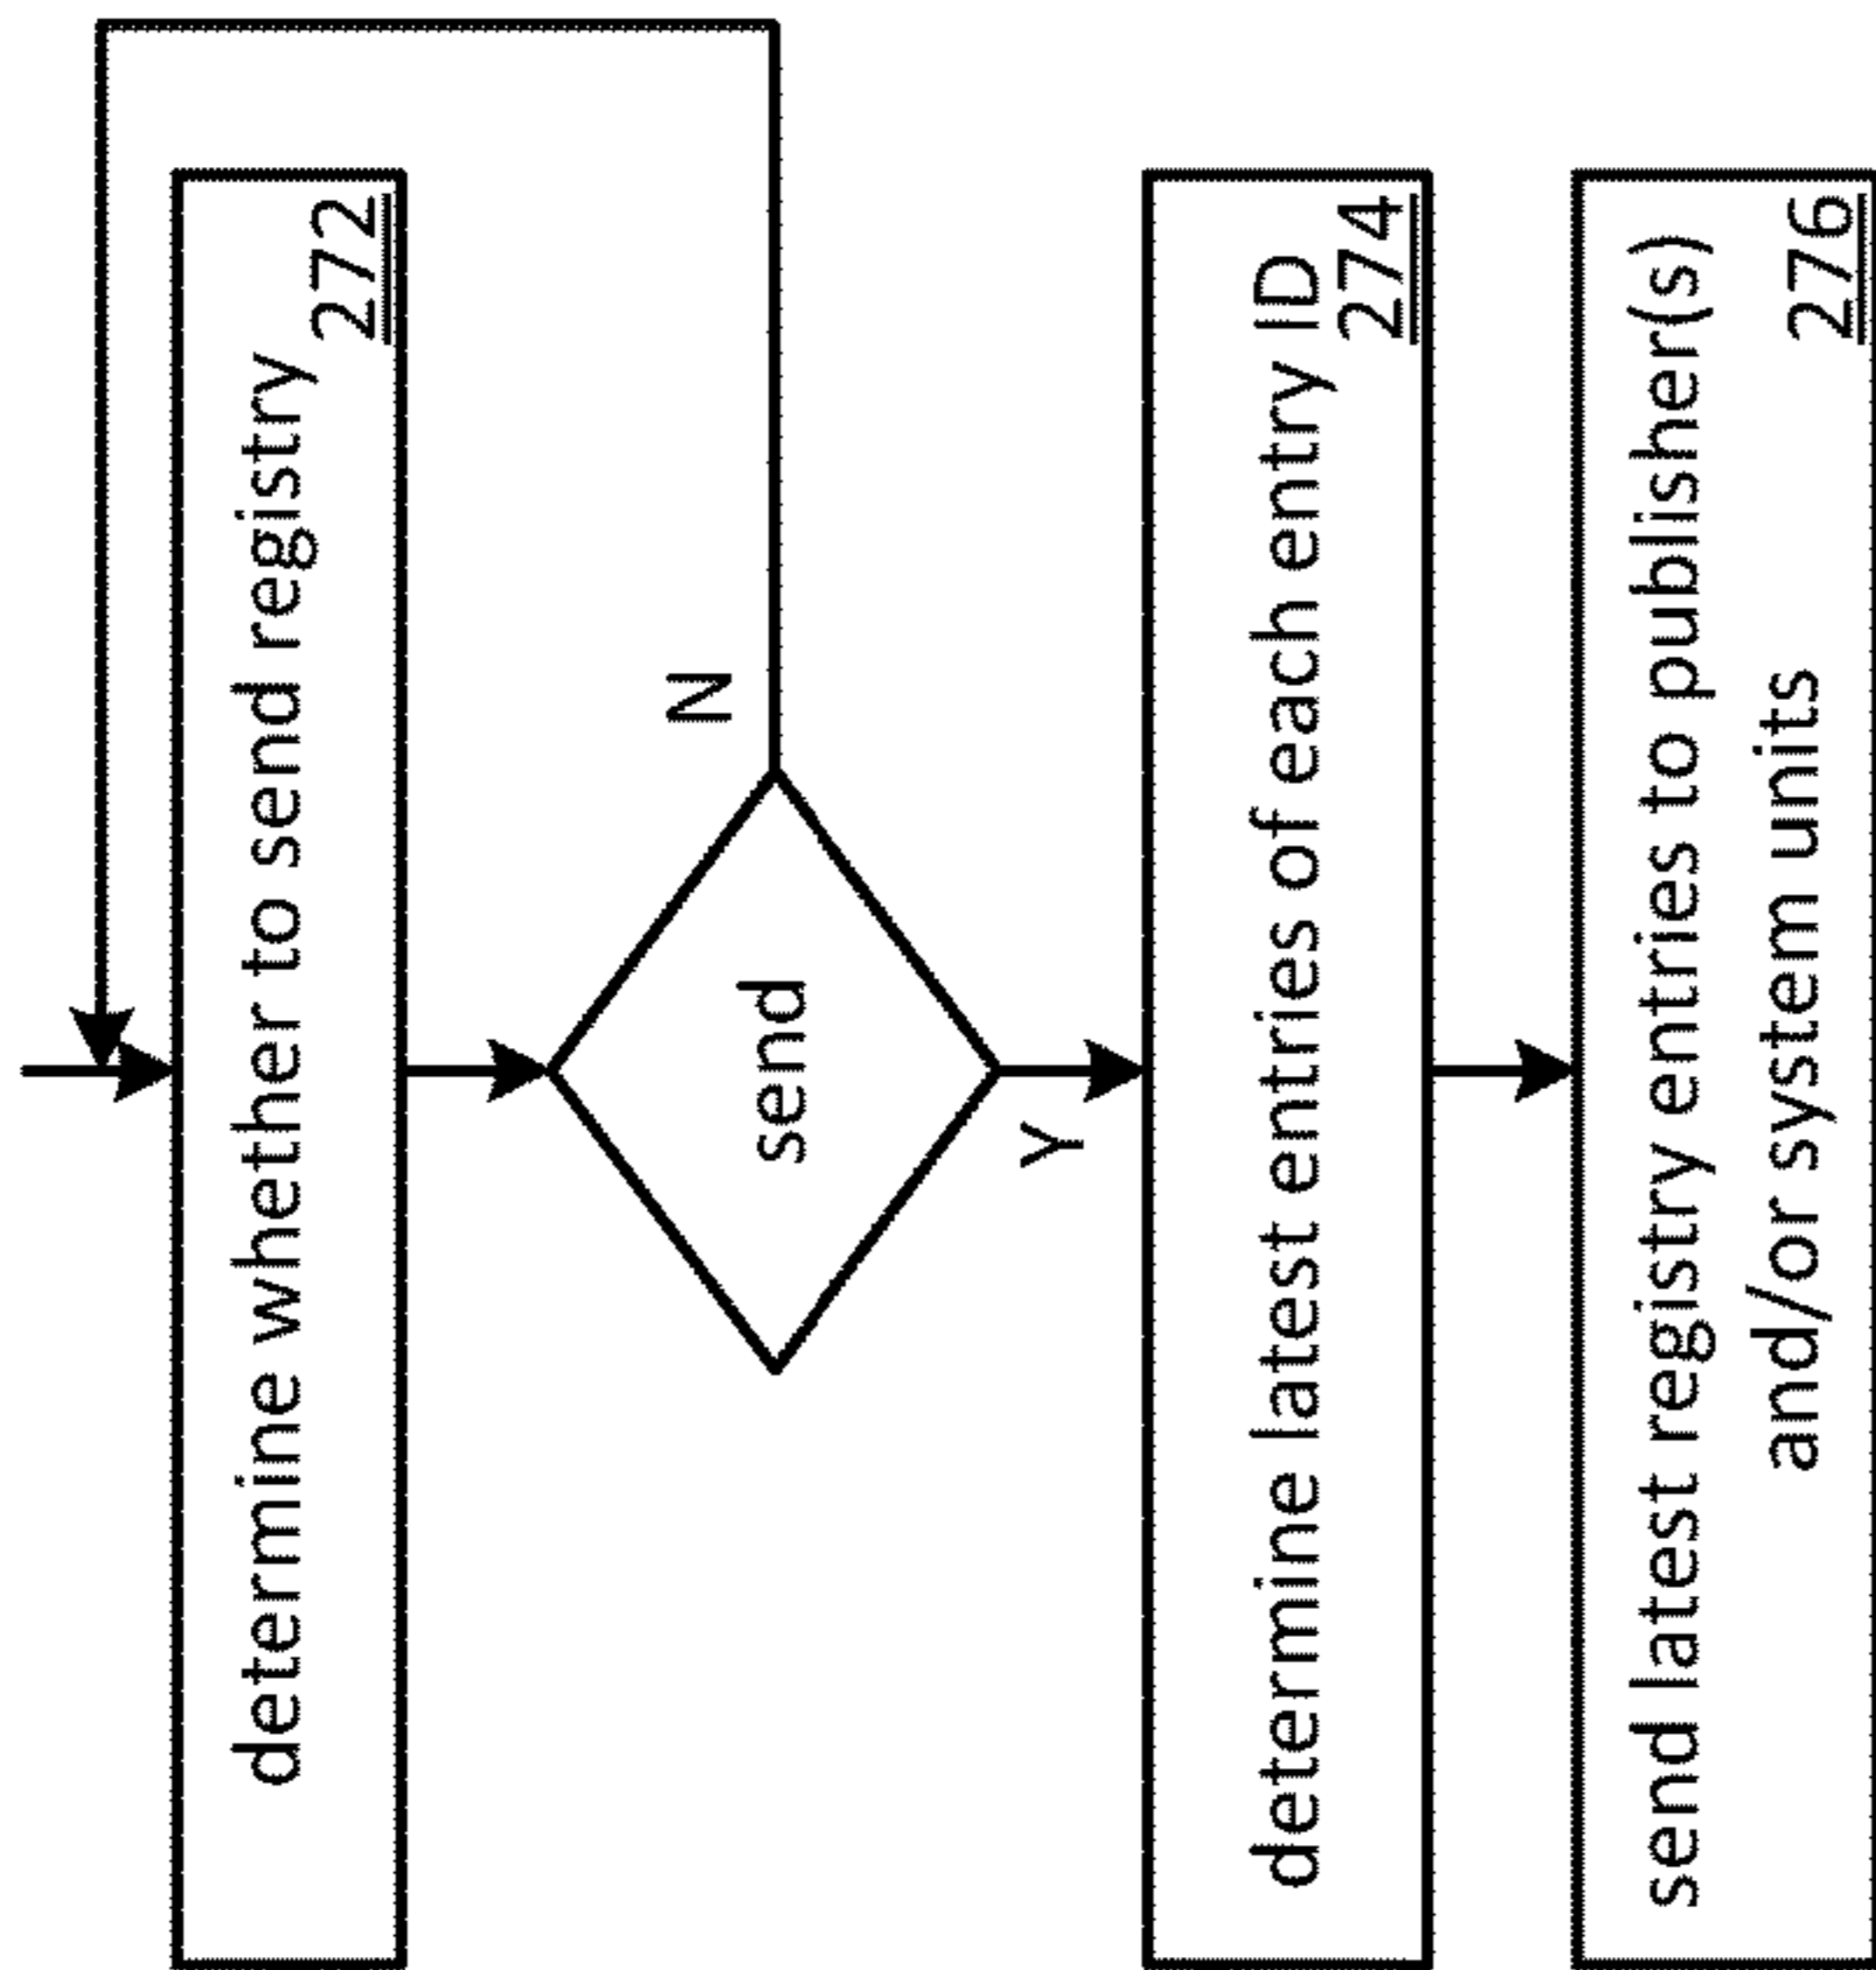 determine whether to send registry
272
send
N
Y
determine latest entries of each entry ID
274
send latest registry entries to publisher(s)
and/or system units
276